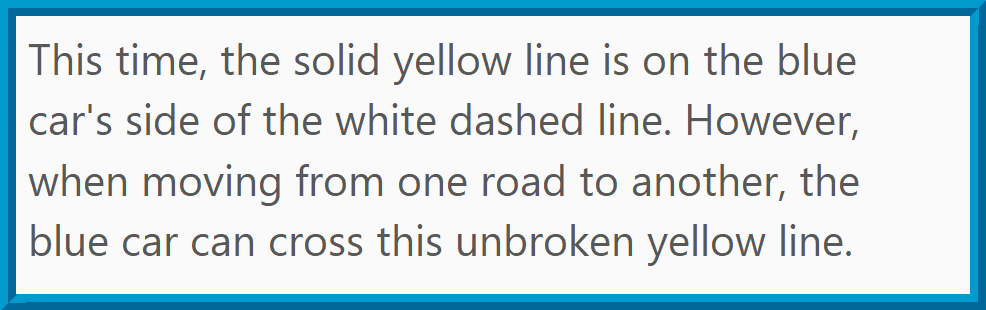 This time, the solid yellow line is on the blue
car's side of the white dashed line. However,
when moving from one road to another, the
blue car can cross this unbroken yellow line.